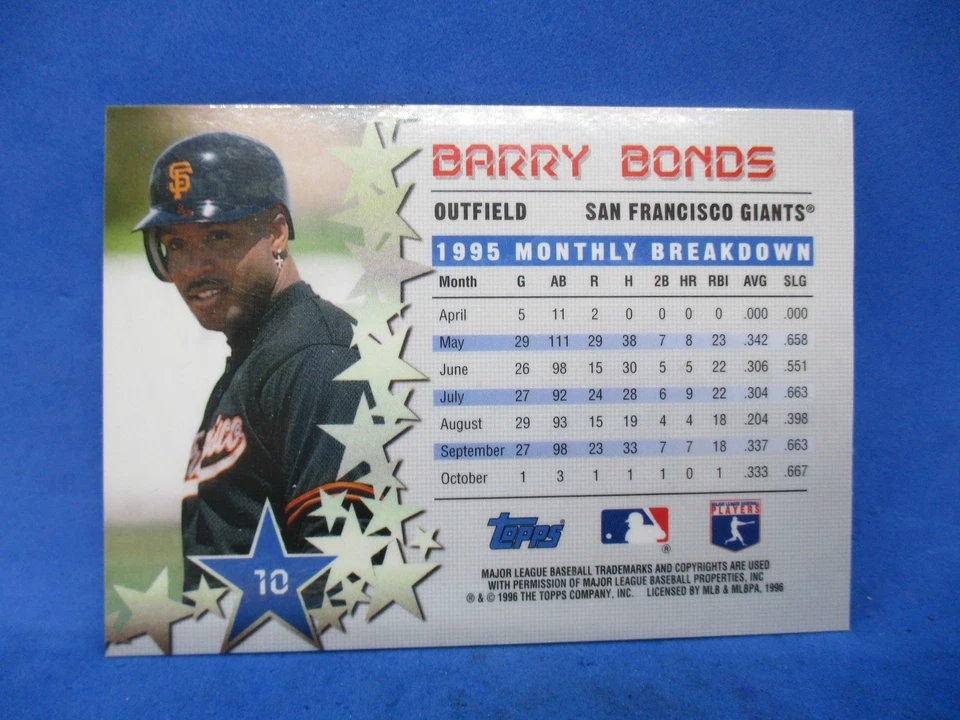 SF
BARRY BONDS
OUTFIELD SAN FRANCISCO GIANTS®
1995 MONTHLY BREAKDOWN
Month G AB R H 2B HR RBI AVG SLG
April 5 11 2 0 0 0 0 .000 .000
May 29 111 29 38 7 8 23 .342 .658
June 26 98 15 30 5 5 22 .306 .551
July 27 92 24 28 6 9 22 .304 .663
August 29 93 15 19 4 4 18 .204 .398
September 27 98 23 33 7 7 18 .337 .663
October 1 3 1 1 1 0 1 .333 .667
10
Topps ® PLAYERS
MAJOR LEAGUE BASEBALL TRADEMARKS AND COPYRIGHTS ARE USED
WITH PERMISSION OF MAJOR LEAGUE BASEBALL PROPERTIES, INC
® & © 1996 THE TOPPS COMPANY, INC. LICENSED BY MLB & MLBPA, 1996